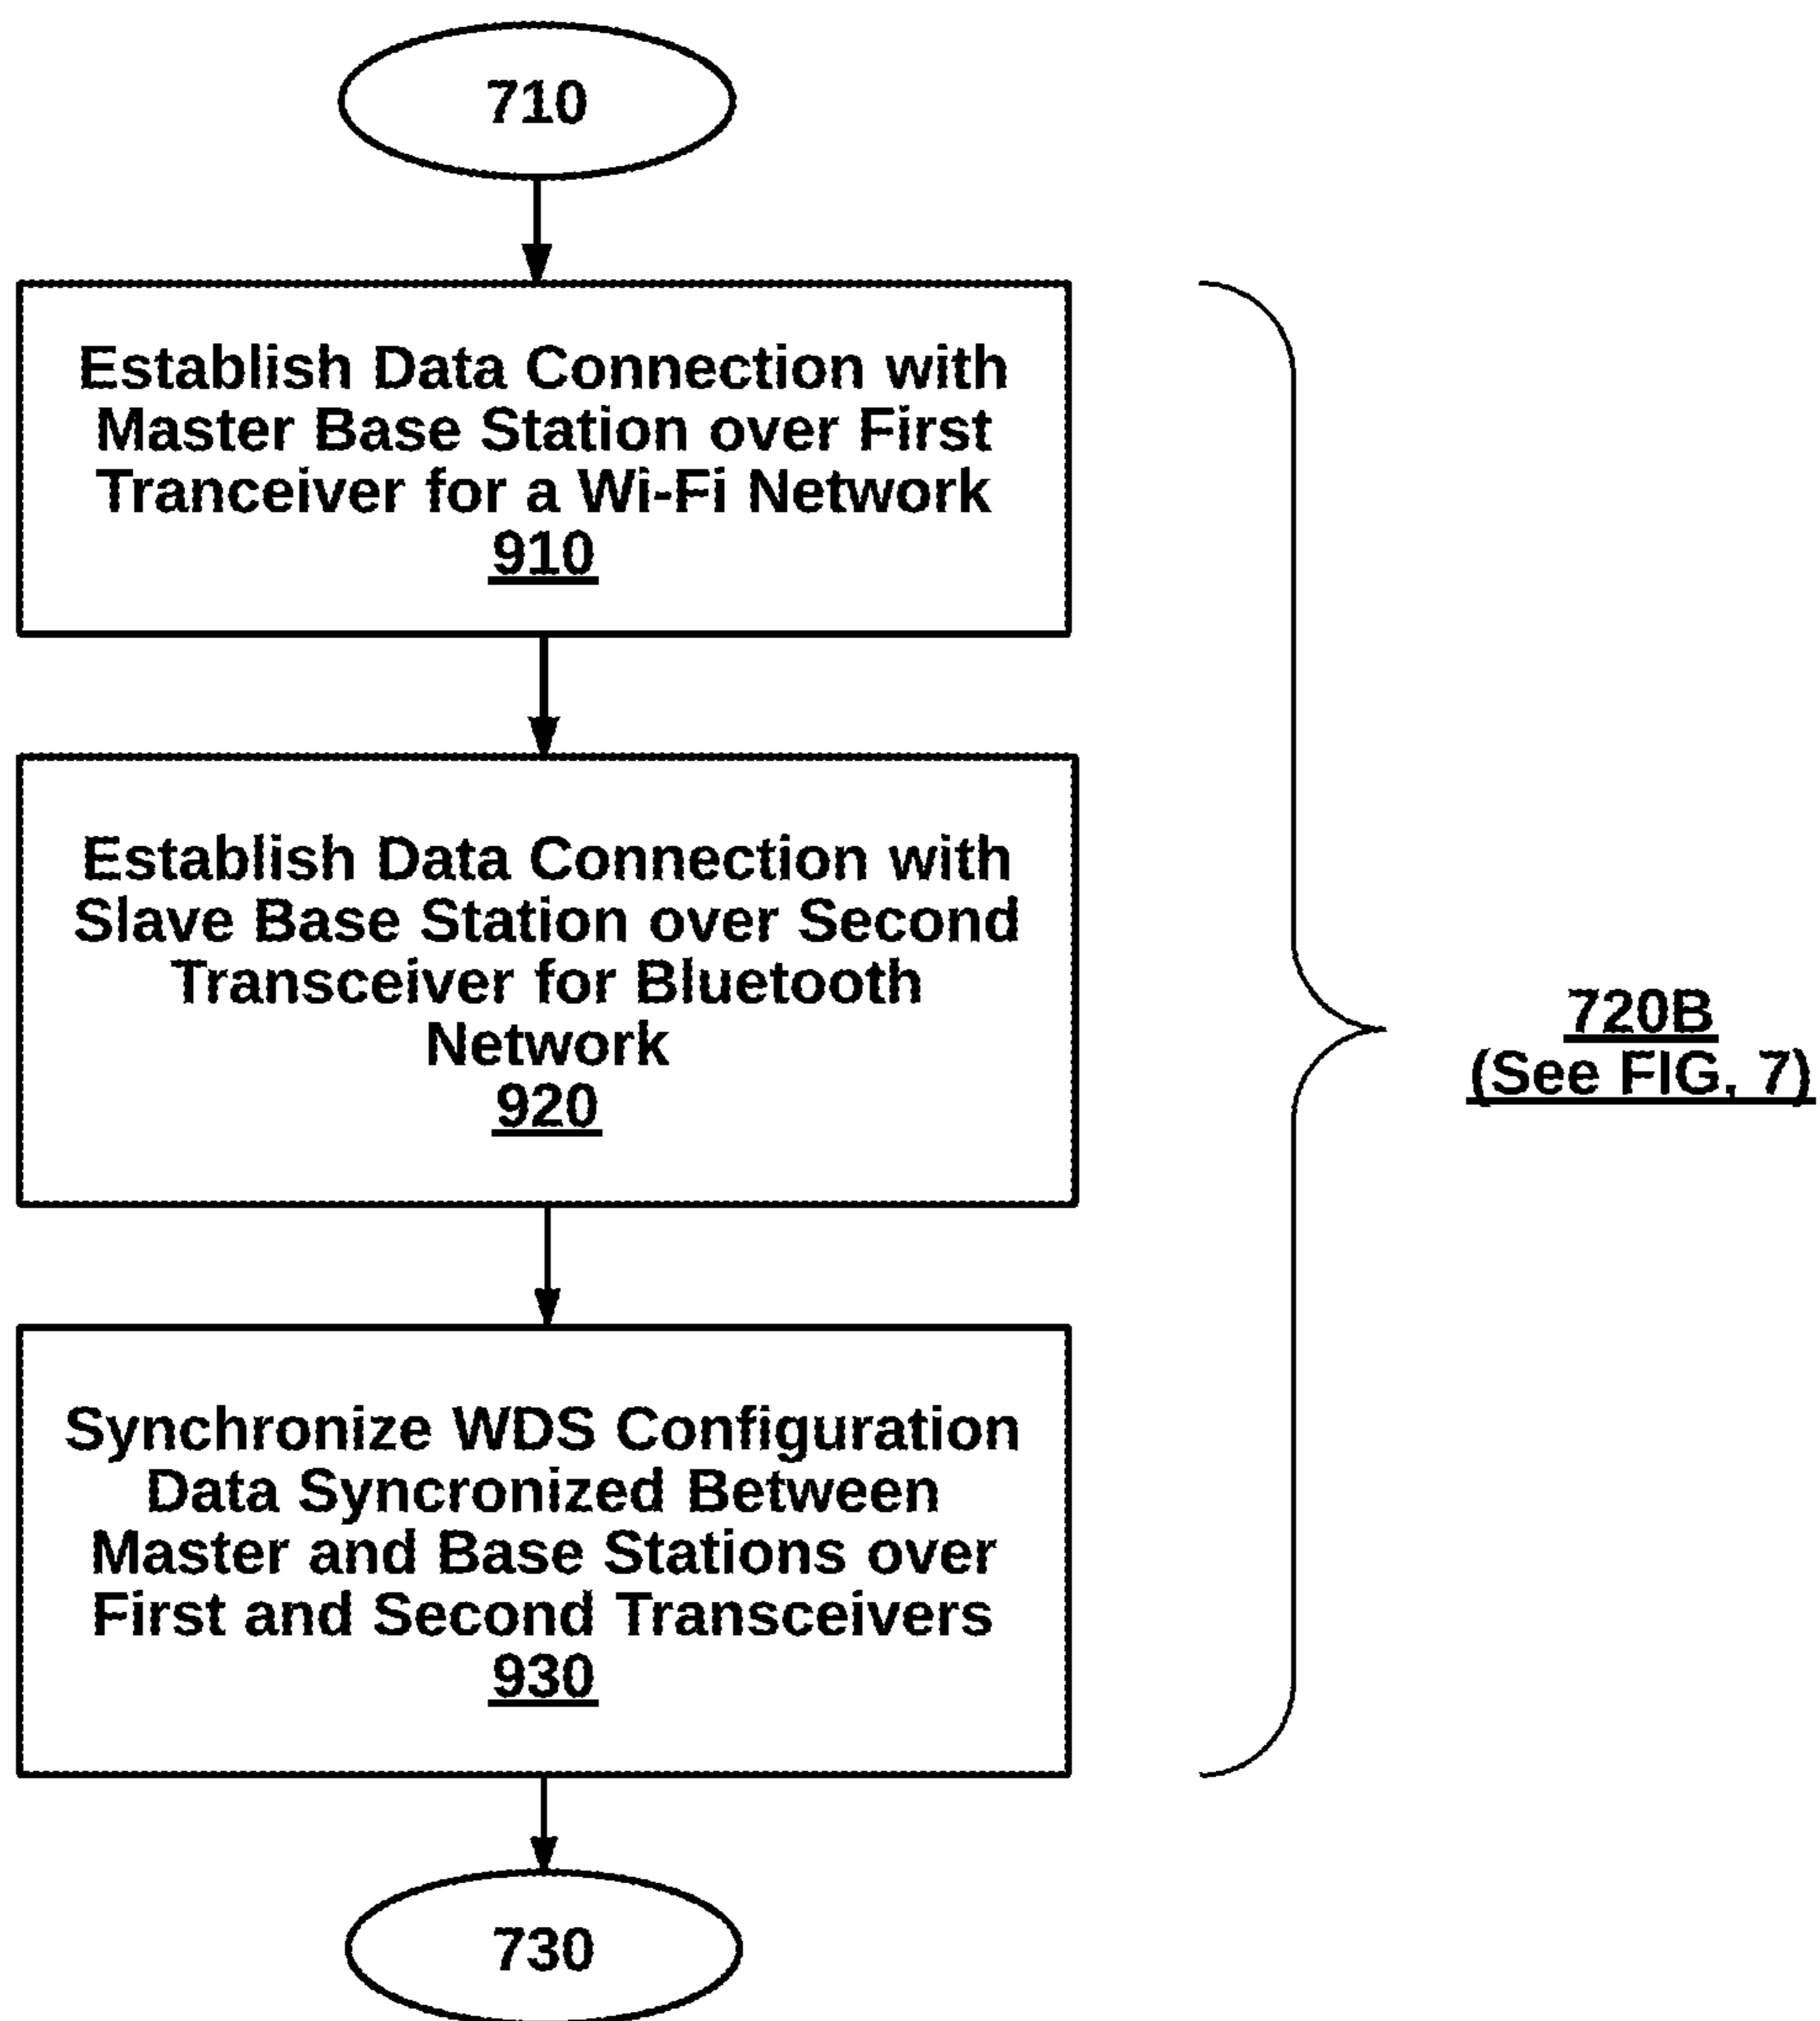 710
Establish Data Connection with
Master Base Station over First
Tranceiver for a Wi-Fi Network
910
Establish Data Connection with
Slave Base Station over Second
Transceiver for Bluetooth
Network
920
720B
(See FIG. 7)
Synchronize WDS Configuration
Data Syncronized Between
Master and Base Stations over
First and Second Transceivers
930
730